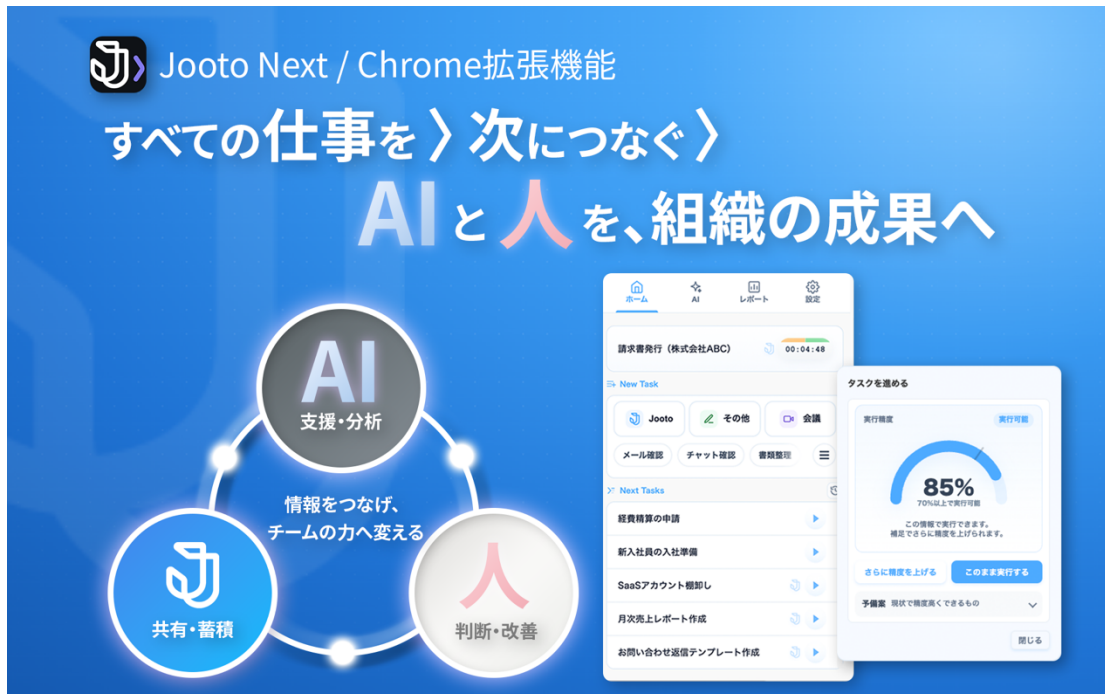 Jooto Next / Chrome拡張機能
すべての仕事を 〉次につなぐ 〉
AIと人を、組織の成果へ
AI
支援・分析
情報をつなげ、
チームの力へ変える
共有・蓄積
人
判断・改善
ホーム AI レポート 設定
請求書発行（株式会社ABC） 00:04:48
New Task
Jooto その他 会議
メール確認 チャット確認 書類整理
Next Tasks
経費精算の申請
新入社員の入社準備
SaaSアカウント棚卸し
月次売上レポート作成
お問い合わせ返信テンプレート作成
タスクを進める
実行精度 実行可能
85%
70%以上で実行可能
この情報で実行できます。
補足でさらに精度を上げられます。
さらに精度を上げる このまま実行する
予備案 現状で精度高くできるもの
閉じる